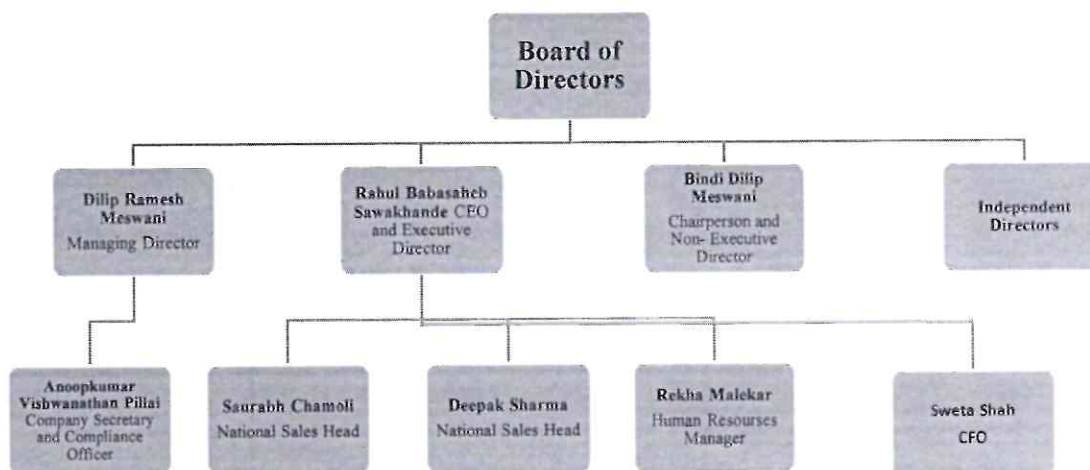 Board of
Directors
Dilip Ramesh
Meswani
Managing Director
Rahul Babasaheb
Sawakhande CEO
and Executive
Director
Bindi Dilip
Meswani
Chairperson and
Non- Executive
Director
Independent
Directors
Anoopkumar
Vishwanathan Pillai
Company Secretary
and Compliance
Officer
Saurabh Chamoli
National Sales Head
Deepak Sharma
National Sales Head
Rekha Malekar
Human Resourses
Manager
Sweta Shah
CFO